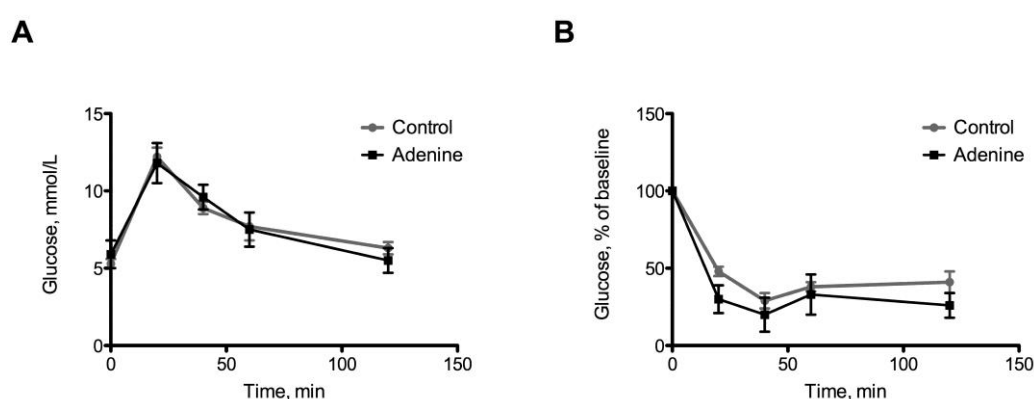 A
Glucose, mmol/L
15
10
5
0
0
50
100
150
Time, min
Control
Adenine
B
Glucose, % of baseline
150
100
50
0
0
50
100
150
Time, min
Control
Adenine